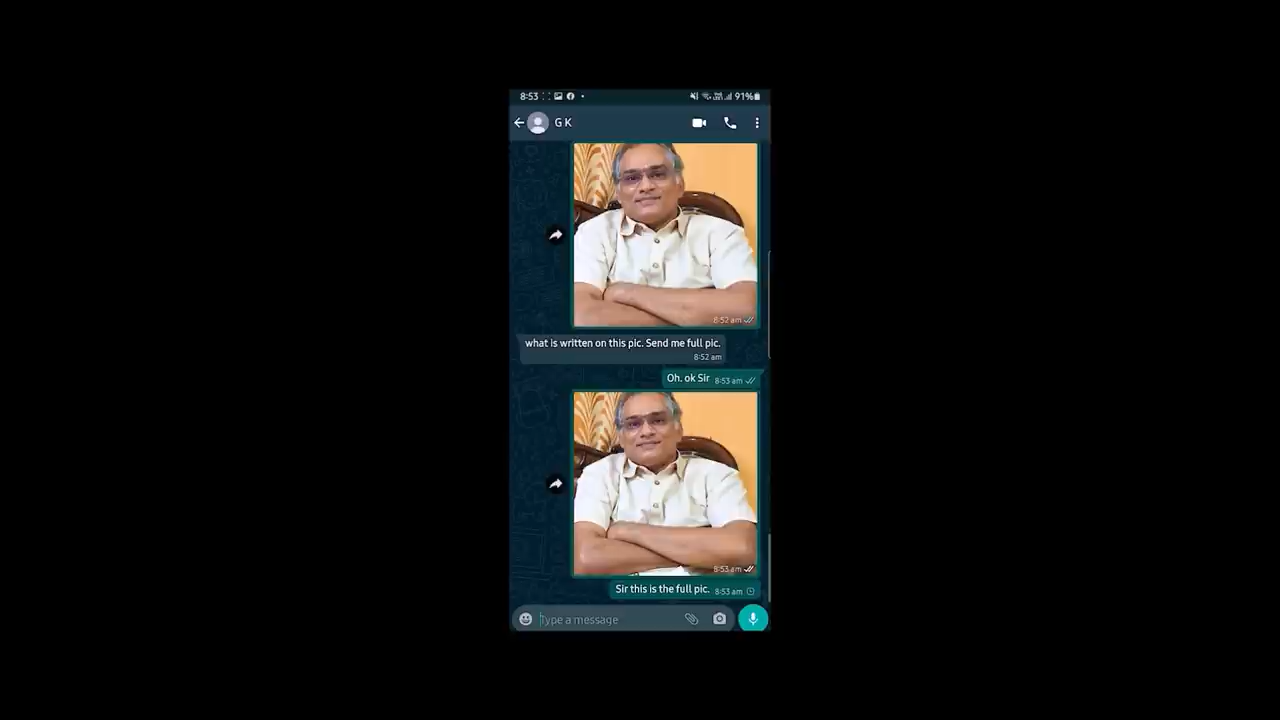 8:53
91%
G K
8:52 am
what is written on this pic. Send me full pic.
8:52 am
Oh. ok Sir 8:53 am
8:53 am
Sir this is the full pic. 8:53 am
Type a message